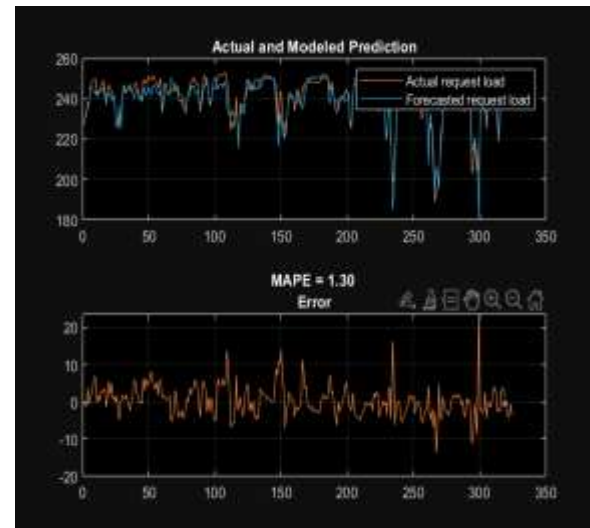 Actual and Modeled Prediction
260
240
220
200
180
Actual request load
Forecasted request load
0 50 100 150 200 250 300 350
MAPE = 1.30
Error
20
10
0
-10
-20
0 50 100 150 200 250 300 350